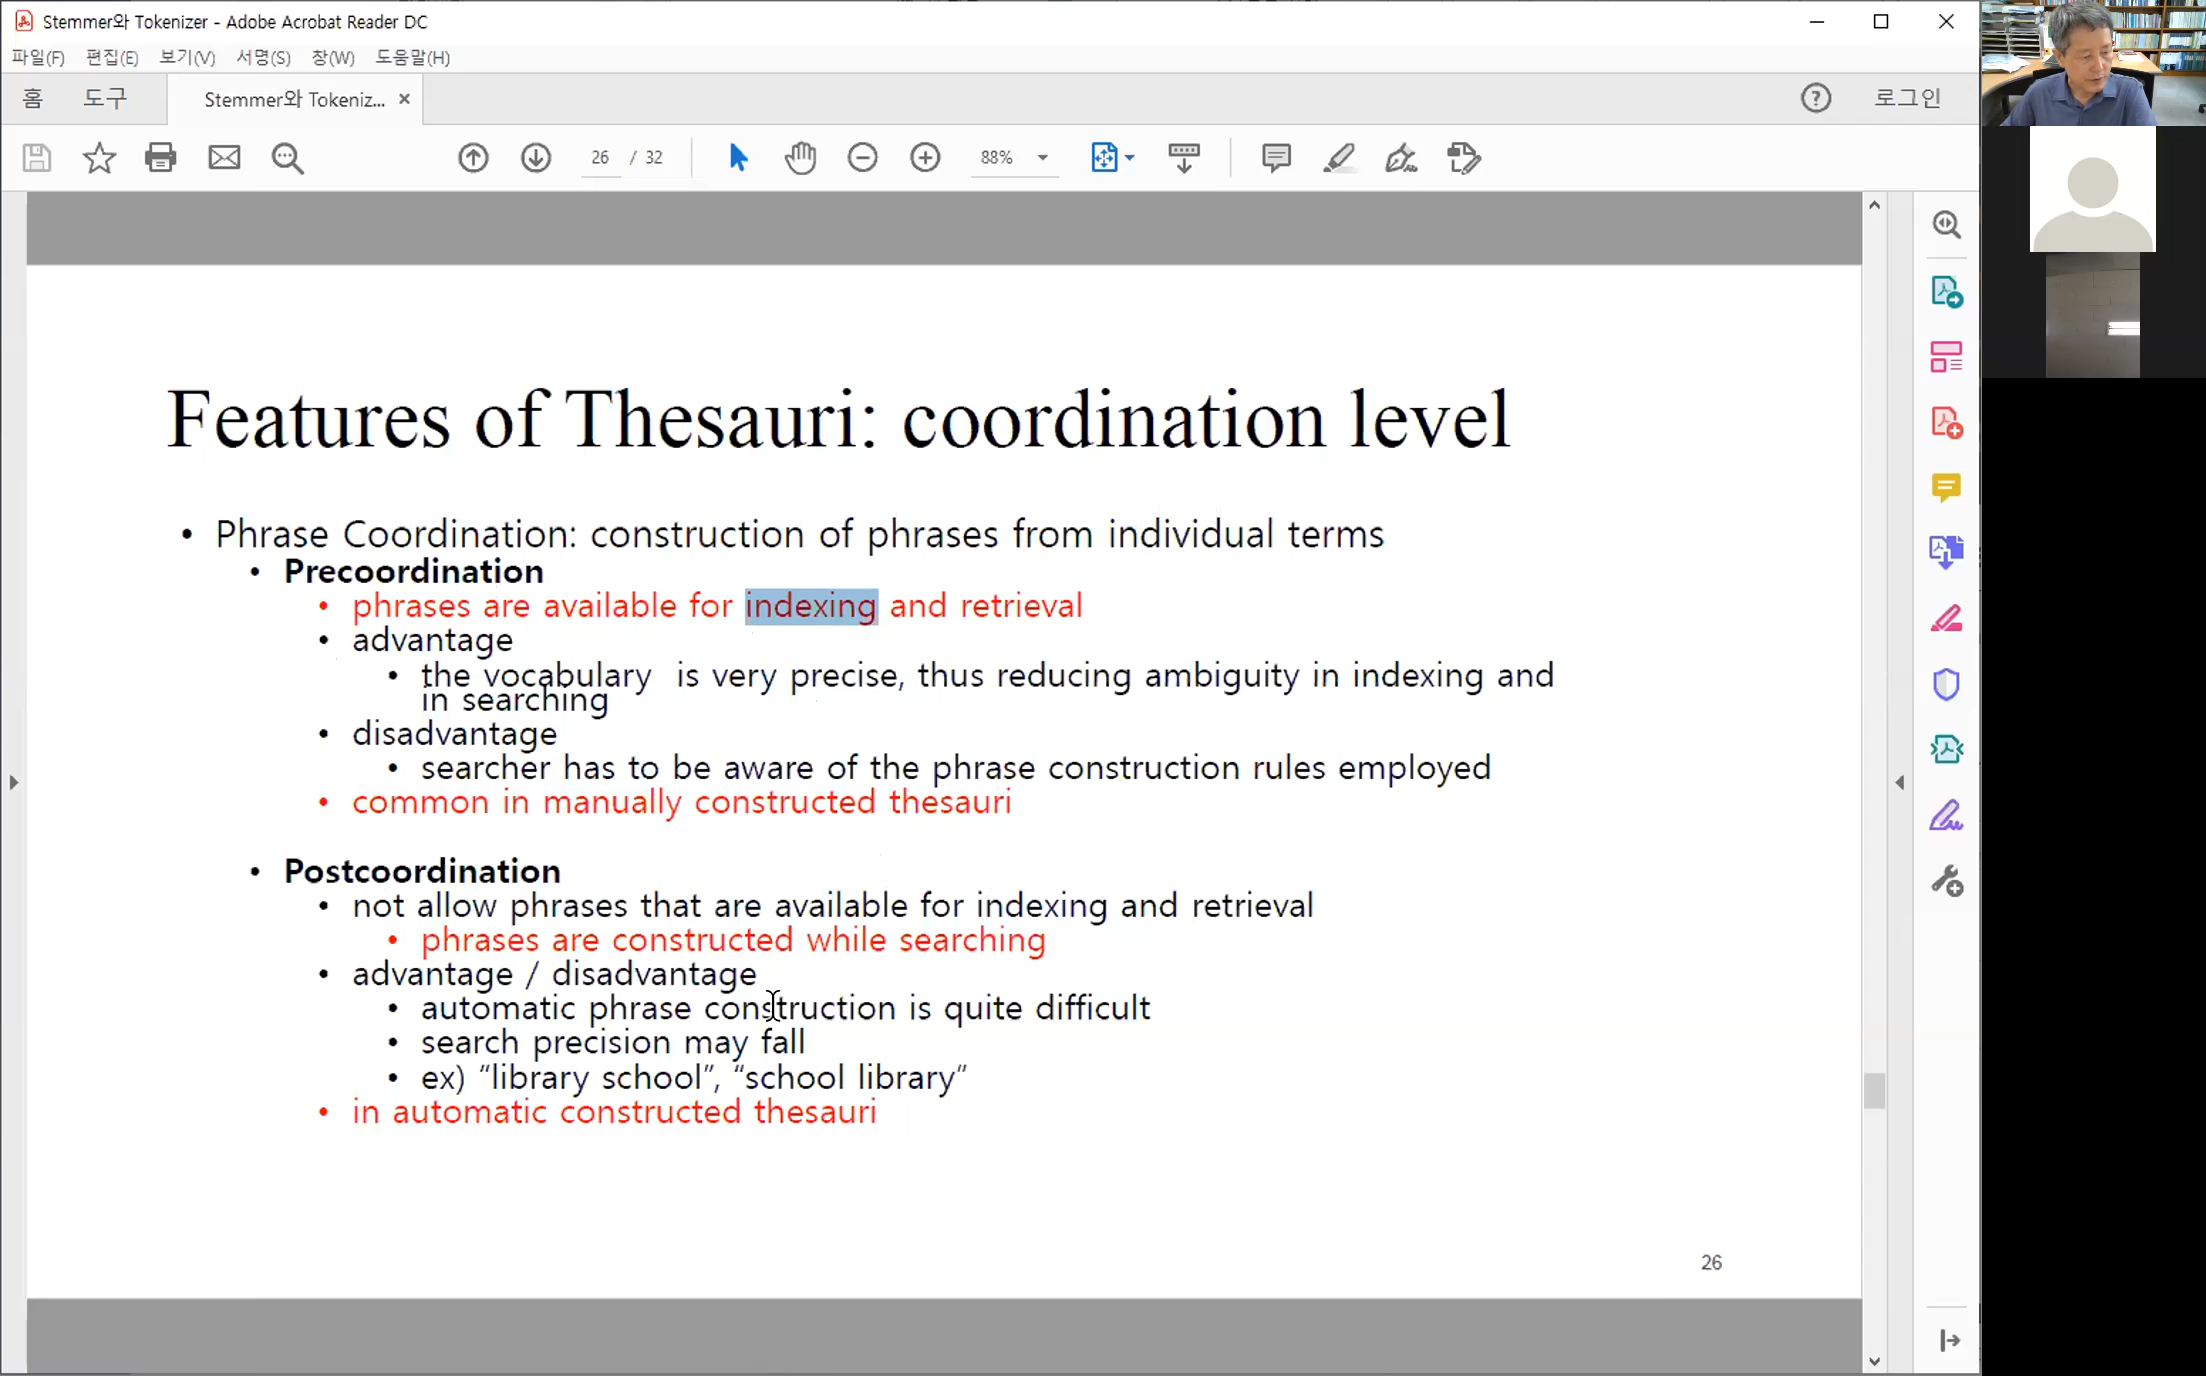 Stemmer와 Tokenizer - Adobe Acrobat Reader DC
파일(F) 편집(E) 보기(V) 서명(S) 창(W) 도움말(H)
홈 도구 Stemmer와 Tokeniz... 로그인
26 / 32 88%
Features of Thesauri: coordination level
• Phrase Coordination: construction of phrases from individual terms
• Precoordination
• phrases are available for indexing and retrieval
• advantage
• the vocabulary is very precise, thus reducing ambiguity in indexing and
in searching
• disadvantage
• searcher has to be aware of the phrase construction rules employed
• common in manually constructed thesauri
• Postcoordination
• not allow phrases that are available for indexing and retrieval
• phrases are constructed while searching
• advantage / disadvantage
• automatic phrase construction is quite difficult
• search precision may fall
• ex) “library school”, “school library”
• in automatic constructed thesauri
26